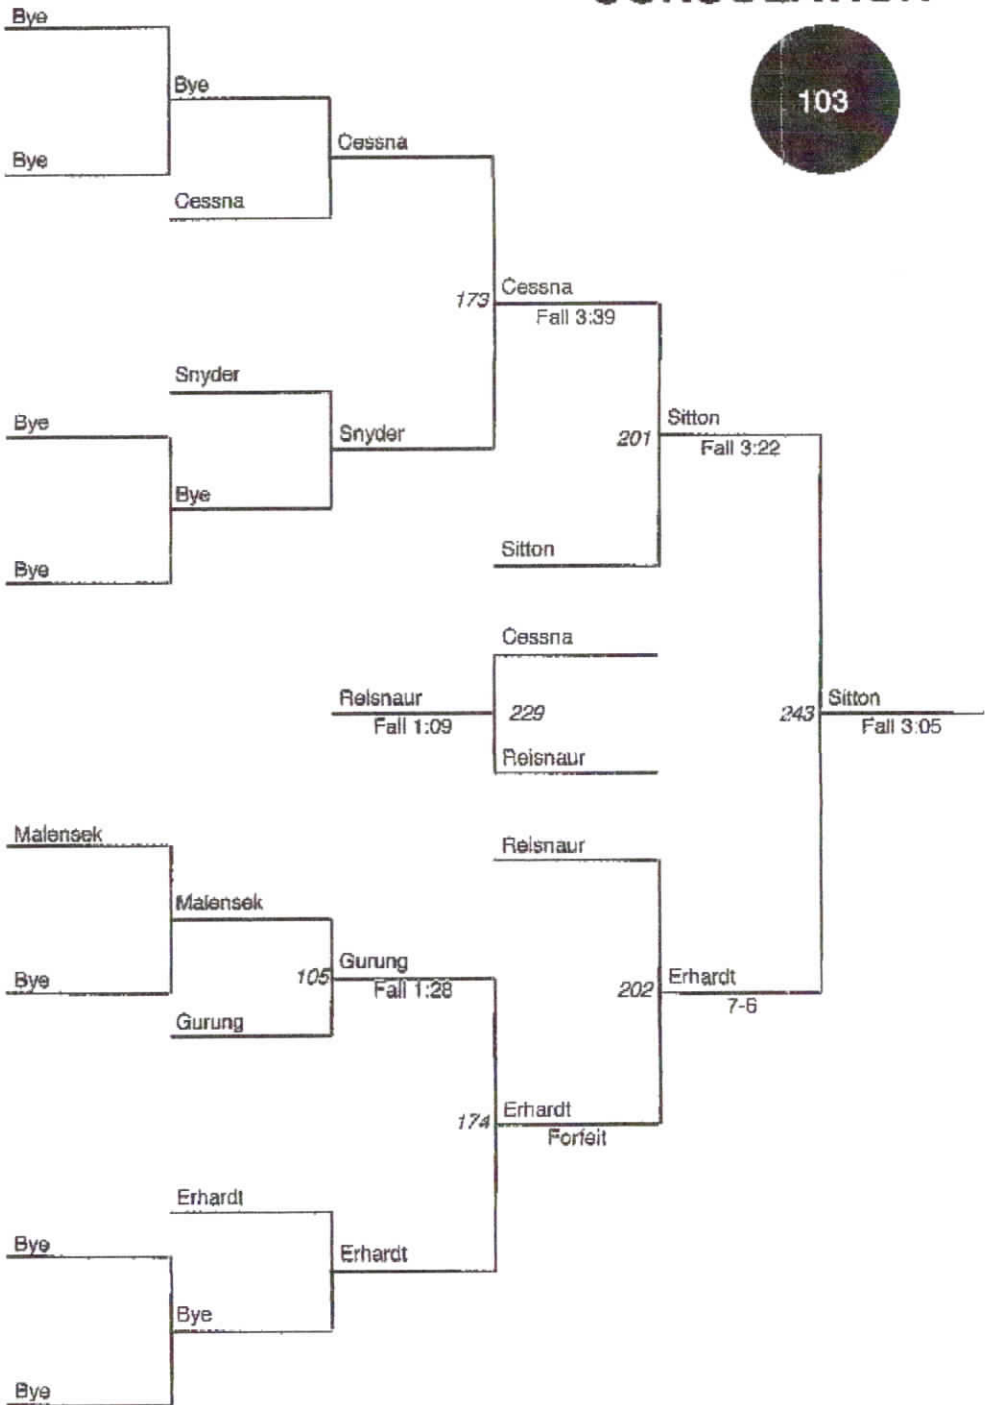 Bye
Bye
103
Cessna
Bye
Cessna
Cessna
173
Fall 3:39
Snyder
Bye
Sitton
Snyder
201
Fall 3:22
Bye
Sitton
Bye
Cessna
Reisnaur
229
243
Sitton
Fall 1:09
Fall 3:05
Reisnaur
Malensek
Reisnaur
Malensek
Gurung
105
Erhardt
Bye
Fall 1:28
202
7-6
Gurung
Erhardt
174
Forfeit
Erhardt
Bye
Erhardt
Bye
Bye